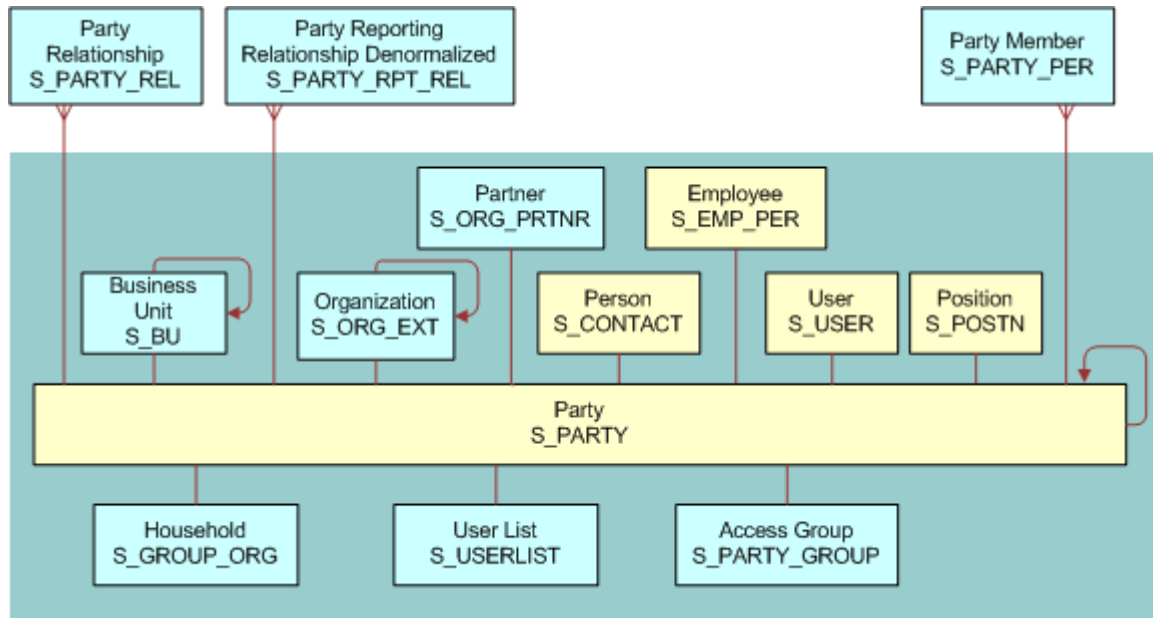 Party
Relationship
S_PARTY_REL
Party Reporting
Relationship Denormalized
S_PARTY_RPT_REL
Party Member
S_PARTY_PER
Partner
S_ORG_PRTNR
Employee
S_EMP_PER
Business
Unit
S_BU
Organization
S_ORG_EXT
Person
S_CONTACT
User
S_USER
Position
S_POSTN
Party
S_PARTY
Household
S_GROUP_ORG
User List
S_USERLIST
Access Group
S_PARTY_GROUP